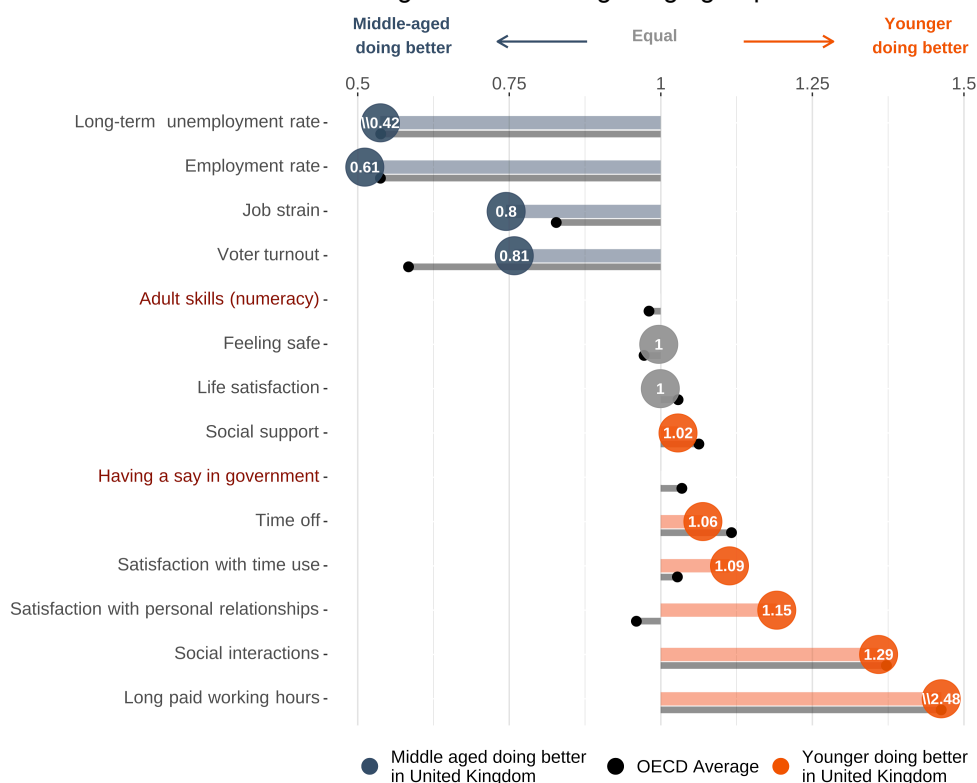 Middle-aged
doing better
Equal
Younger
doing better
0.5 0.75 1 1.25 1.5
Long-term unemployment rate
\\0.42
Employment rate
0.61
Job strain
0.8
Voter turnout
0.81
Adult skills (numeracy)
Feeling safe
1
Life satisfaction
1
Social support
1.02
Having a say in government
Time off
1.06
Satisfaction with time use
1.09
Satisfaction with personal relationships
1.15
Social interactions
1.29
Long paid working hours
\\2.48
Middle aged doing better
in United Kingdom
OECD Average
Younger doing better
in United Kingdom